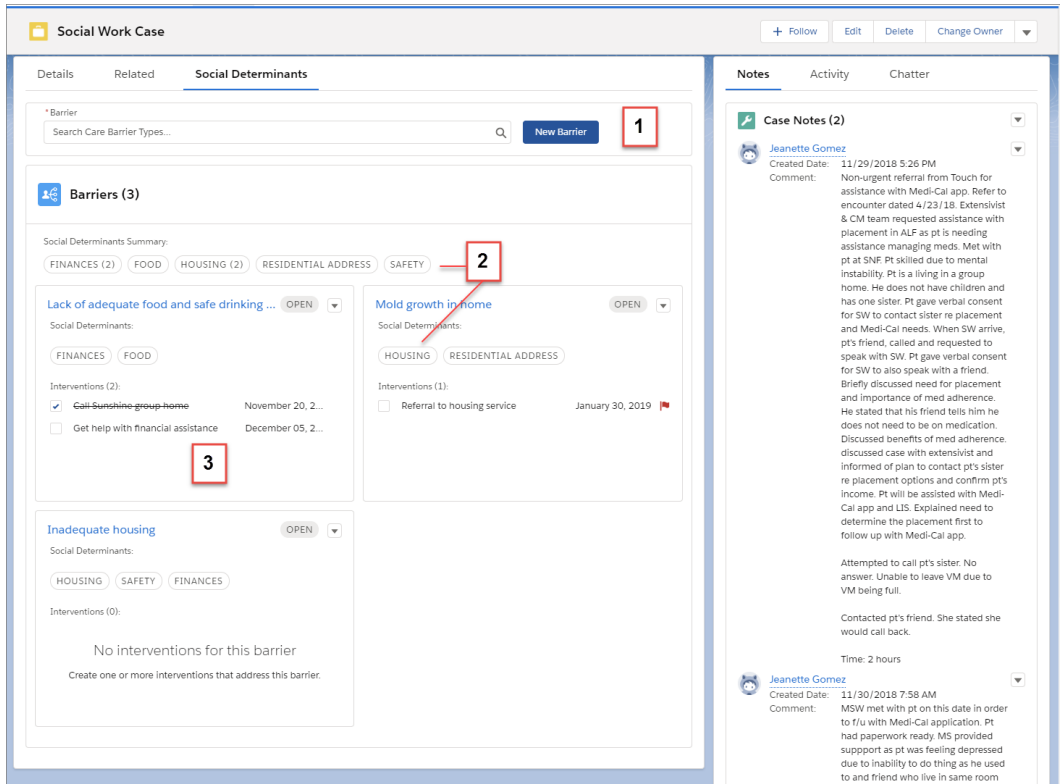 Social Work Case
+ Follow
Edit
Delete
Change Owner
Details
Related
Social Determinants
*Barrier
Search Care Barrier Types...
New Barrier
1
Barriers (3)
Social Determinants Summary:
FINANCES (2)
FOOD
HOUSING (2)
RESIDENTIAL ADDRESS
SAFETY
2
Lack of adequate food and safe drinking ...
OPEN
Social Determinants:
FINANCES
FOOD
Interventions (2):
Call Sunshine group home
November 20, 2...
Get help with financial assistance
December 05, 2...
3
Mold growth in home
OPEN
Social Determinants:
HOUSING
RESIDENTIAL ADDRESS
Interventions (1):
Referral to housing service
January 30, 2019
Inadequate housing
OPEN
Social Determinants:
HOUSING
SAFETY
FINANCES
Interventions (0):
No interventions for this barrier
Create one or more interventions that address this barrier.
Notes
Activity
Chatter
Case Notes (2)
Jeanette Gomez
Created Date: 11/29/2018 5:26 PM
Comment: Non-urgent referral from Touch for
assistance with Medi-Cal app. Refer to
encounter dated 4/23/18. Extensivist
& CM team requested assistance with
placement in ALF as pt is needing
assistance managing meds. Met with
pt at SNF. Pt skilled due to mental
instability. Pt is a living in a group
home. He does not have children and
has one sister. Pt gave verbal consent
for SW to contact sister re placement
and Medi-Cal needs. When SW arrive,
pt's friend, called and requested to
speak with SW. Pt gave verbal consent
for SW to also speak with a friend.
Briefly discussed need for placement
and importance of med adherence.
He stated that his friend tells him he
does not need to be on medication.
Discussed benefits of med adherence.
discussed case with extensivist and
informed of plan to contact pt's sister
re placement options and confirm pt's
income. Pt will be assisted with Medi-
Cal app and LIS. Explained need to
determine the placement first to
follow up with Medi-Cal app.
Attempted to call pt's sister. No
answer. Unable to leave VM due to
VM being full.
Contacted pt's friend. She stated she
would call back.
Time: 2 hours
Jeanette Gomez
Created Date: 11/30/2018 7:58 AM
Comment: MSW met with pt on this date in order
to f/u with Medi-Cal application. Pt
had paperwork ready. MS provided
suppport as pt was feeling depressed
due to inability to do thing as he used
to and friend who live in same room